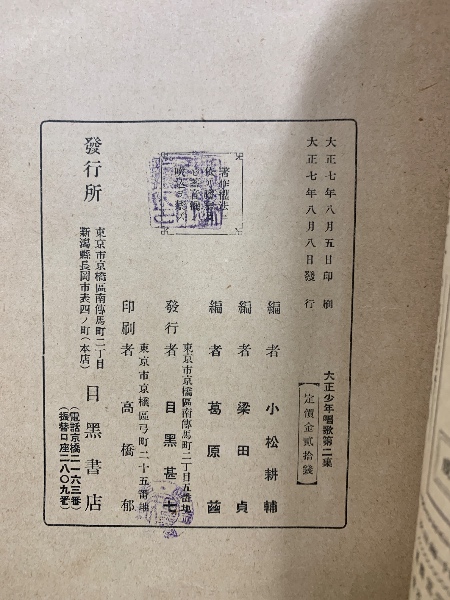 大正七年八月五日印刷
大正七年八月八日發行
大正少年唱歌第二集
【定價金貳拾錢】
編者 小松耕輔
編者 梁田貞
編者 葛原𦱳
東京市京橋區南傳馬町二丁目五番地
發行者 目黑甚七
東京市京橋區弓町二十五番地
印刷者 高橋郁
發行所
東京市京橋區南傳馬町二丁目
新潟縣長岡市表四ノ町(本店)
目黑書店
(電話京橋二一六三番)
(振替口座二八〇九番)